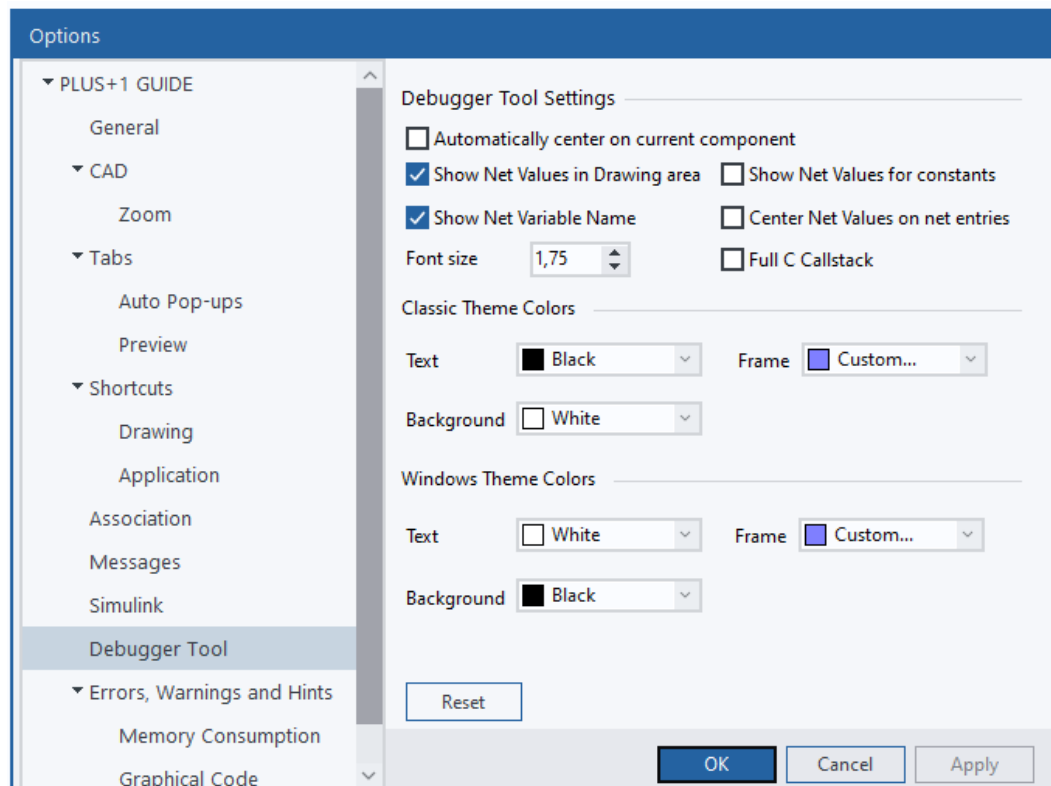 Options
PLUS+1 GUIDE
General
CAD
Zoom
Tabs
Auto Pop-ups
Preview
Shortcuts
Drawing
Application
Association
Messages
Simulink
Debugger Tool
Errors, Warnings and Hints
Memory Consumption
Graphical Code
Debugger Tool Settings
Automatically center on current component
Show Net Values in Drawing area Show Net Values for constants
Show Net Variable Name Center Net Values on net entries
Font size 1,75 Full C Callstack
Classic Theme Colors
Text Black Frame Custom...
Background White
Windows Theme Colors
Text White Frame Custom...
Background Black
Reset
OK Cancel Apply